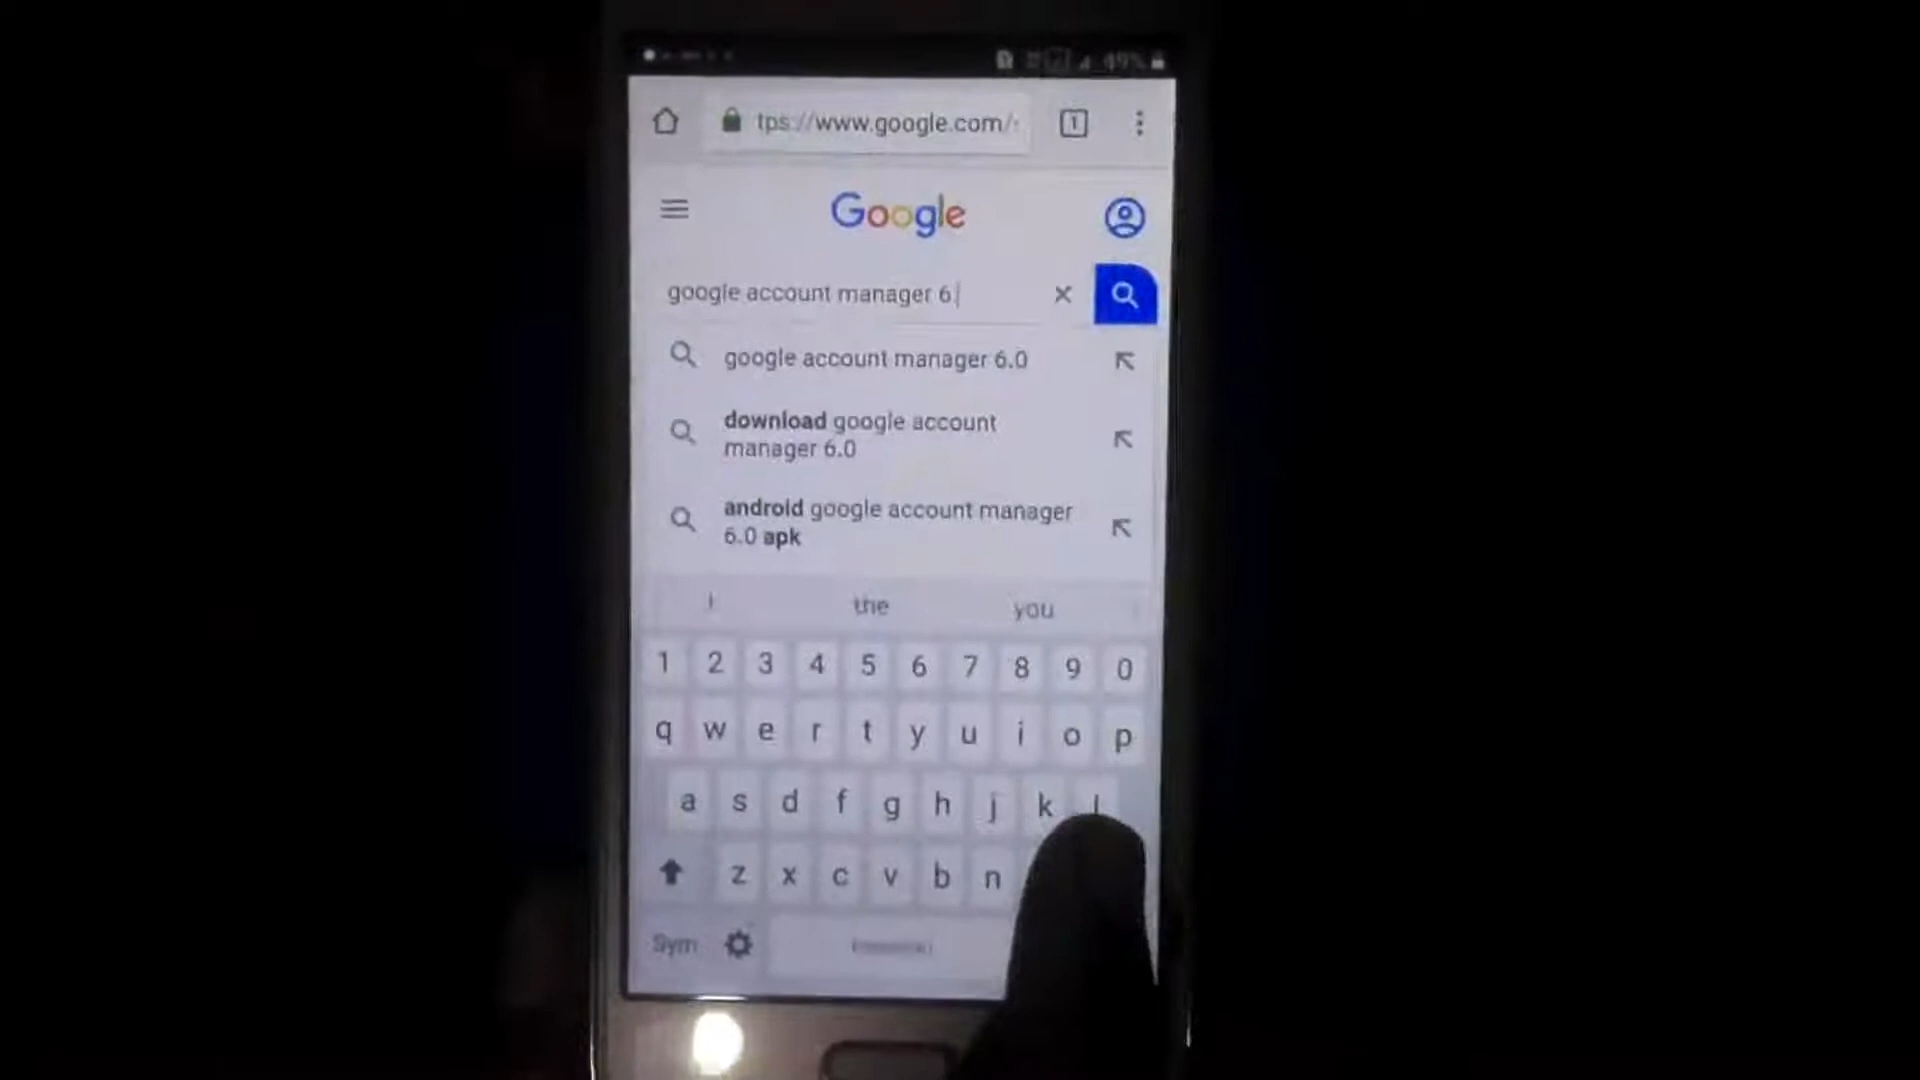 49%
1
tps://www.google.com/
Google
google account manager 6.
google account manager 6.0
download google account
manager 6.0
android google account manager
6.0 apk
I the you
1 2 3 4 5 6 7 8 9 0
q w e r t y u i o p
a s d f g h j k l
z x c v b n
Sym